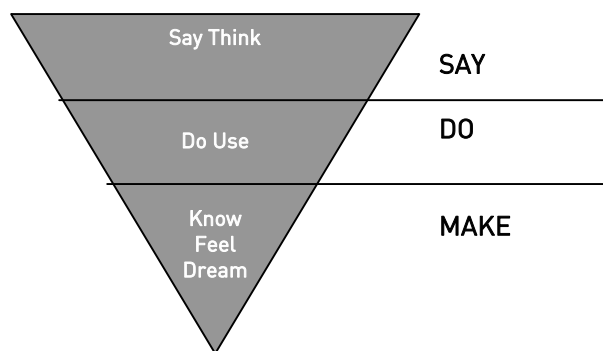 Say Think
SAY
Do Use
DO
Know
Feel
Dream
MAKE